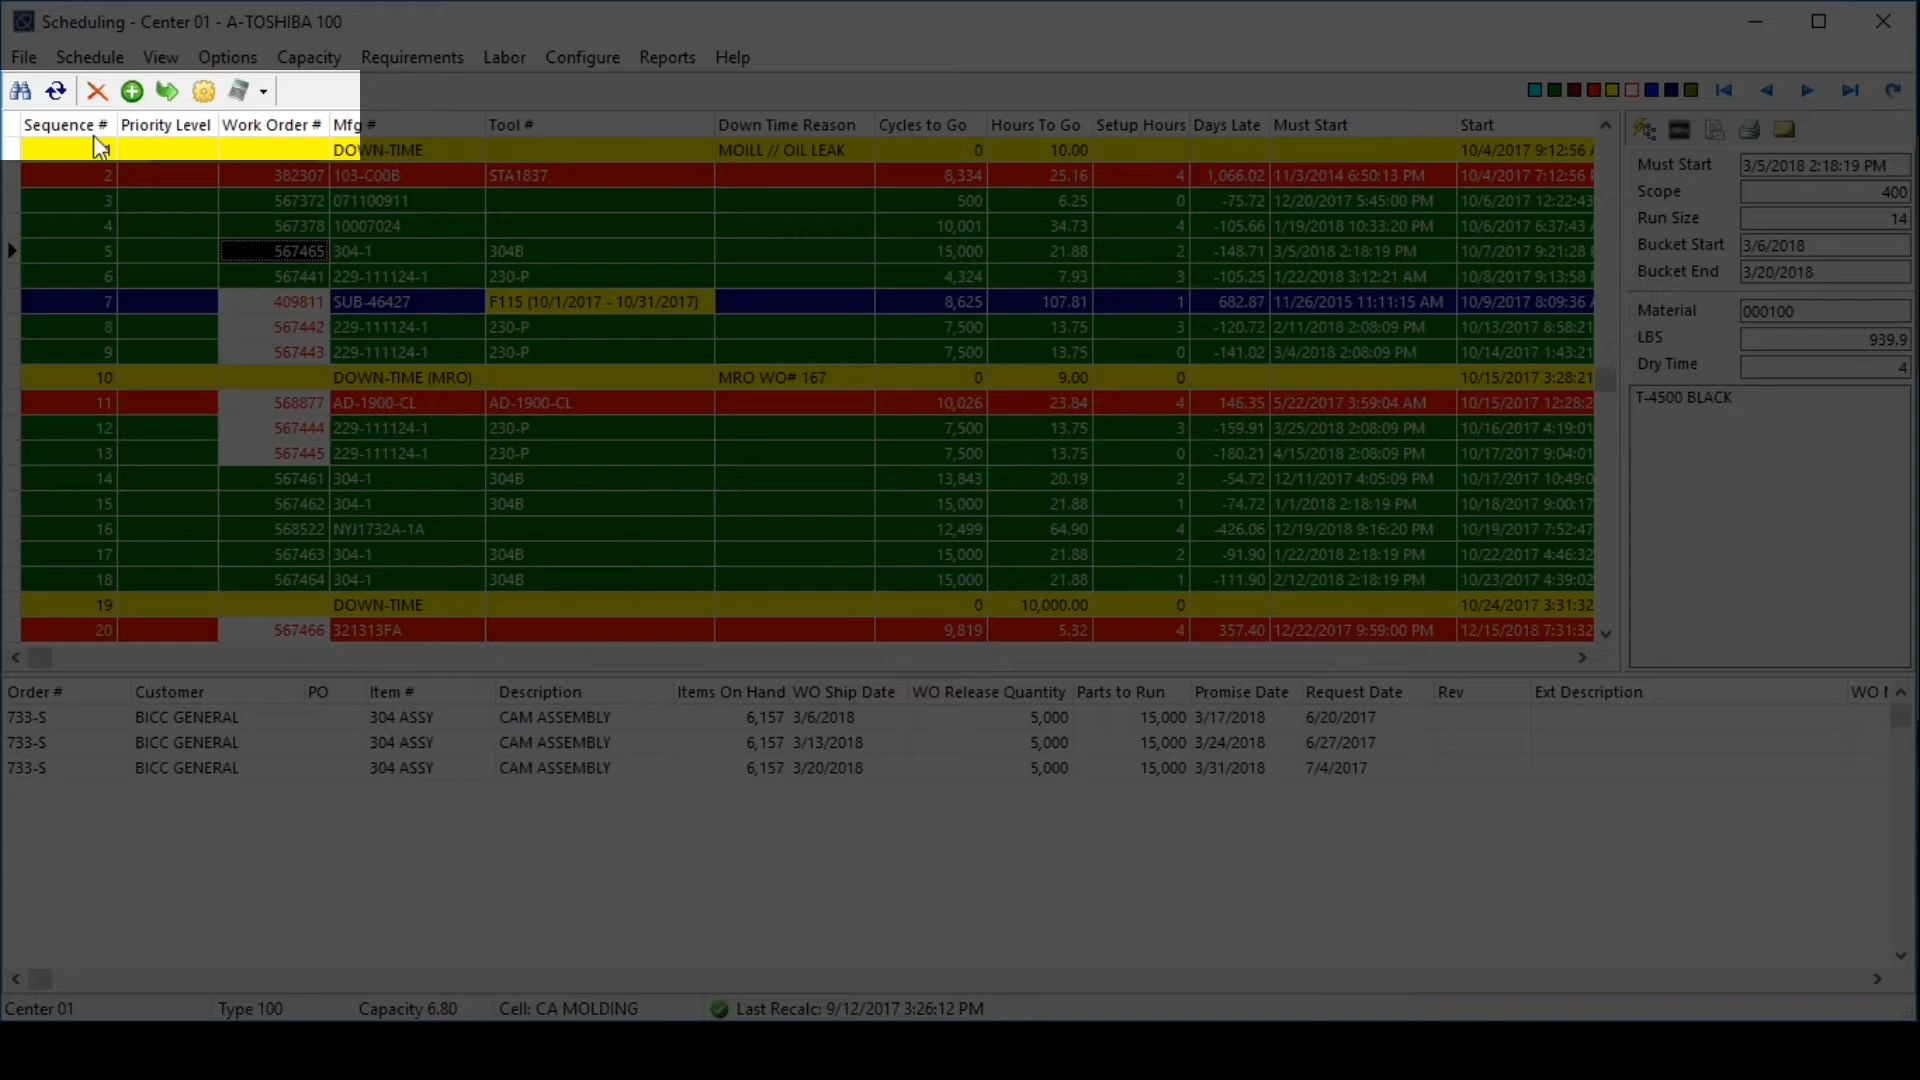 Scheduling - Center 01 - A-TOSHIBA 100
File Schedule View Options Capacity Requirements Labor Configure Reports Help
Sequence # Priority Level Work Order # Mfg # Tool # Down Time Reason Cycles to Go Hours To Go Setup Hours Days Late Must Start Start
DOWN-TIME MOILL // OIL LEAK 0 10.00 10/4/2017 9:12:56
2 382307 103-C00B STA1837 8,334 25.16 4 1,066.02 11/3/2014 6:50:13 PM 10/4/2017 7:12:56
3 567372 071100911 500 6.25 0 -75.72 12/20/2017 5:45:00 PM 10/6/2017 12:22:43
4 567378 10007024 10,001 34.73 4 -105.66 1/19/2018 10:33:20 PM 10/6/2017 6:37:43
5 567465 304-1 304B 15,000 21.88 2 -148.71 3/5/2018 2:18:19 PM 10/7/2017 9:21:28
6 567441 229-111124-1 230-P 4,324 7.93 3 -105.25 1/22/2018 3:12:21 AM 10/8/2017 9:13:58
7 409811 SUB-46427 F115 (10/1/2017 - 10/31/2017) 8,625 107.81 1 682.87 11/26/2015 11:11:15 AM 10/9/2017 8:09:36
8 567442 229-111124-1 230-P 7,500 13.75 3 -120.72 2/11/2018 2:08:09 PM 10/13/2017 8:58:21
9 567443 229-111124-1 230-P 7,500 13.75 0 -141.02 3/4/2018 2:08:09 PM 10/14/2017 1:43:21
10 DOWN-TIME (MRO) MRO WO# 167 0 9.00 0 10/15/2017 3:28:21
11 568877 AD-1900-CL AD-1900-CL 10,026 23.84 4 146.35 5/22/2017 3:59:04 AM 10/15/2017 12:28:2
12 567444 229-111124-1 230-P 7,500 13.75 3 -159.91 3/25/2018 2:08:09 PM 10/16/2017 4:19:01
13 567445 229-111124-1 230-P 7,500 13.75 0 -180.21 4/15/2018 2:08:09 PM 10/17/2017 9:04:01
14 567461 304-1 304B 13,843 20.19 2 -54.72 12/11/2017 4:05:09 PM 10/17/2017 10:49:0
15 567462 304-1 304B 15,000 21.88 1 -74.72 1/1/2018 2:18:19 PM 10/18/2017 9:00:17
16 568522 NYJ1732A-1A 12,499 64.90 4 -426.06 12/19/2018 9:16:20 PM 10/19/2017 7:52:47
17 567463 304-1 304B 15,000 21.88 2 -91.90 1/22/2018 2:18:19 PM 10/22/2017 4:46:32
18 567464 304-1 304B 15,000 21.88 1 -111.90 2/12/2018 2:18:19 PM 10/23/2017 4:39:02
19 DOWN-TIME 0 10,000.00 0 10/24/2017 3:31:32
20 567466 321313FA 9,819 5.32 4 357.40 12/22/2017 9:59:00 PM 12/15/2018 7:31:32
Must Start 3/5/2018 2:18:19 PM
Scope 400
Run Size 14
Bucket Start 3/6/2018
Bucket End 3/20/2018
Material 000100
LBS 939.9
Dry Time 4
T-4500 BLACK
Order # Customer PO Item # Description Items On Hand WO Ship Date WO Release Quantity Parts to Run Promise Date Request Date Rev Ext Description WO
733-S BICC GENERAL 304 ASSY CAM ASSEMBLY 6,157 3/6/2018 5,000 15,000 3/17/2018 6/20/2017
733-S BICC GENERAL 304 ASSY CAM ASSEMBLY 6,157 3/13/2018 5,000 15,000 3/24/2018 6/27/2017
733-S BICC GENERAL 304 ASSY CAM ASSEMBLY 6,157 3/20/2018 5,000 15,000 3/31/2018 7/4/2017
Center 01 Type 100 Capacity 6.80 Cell: CA MOLDING Last Recalc: 9/12/2017 3:26:12 PM